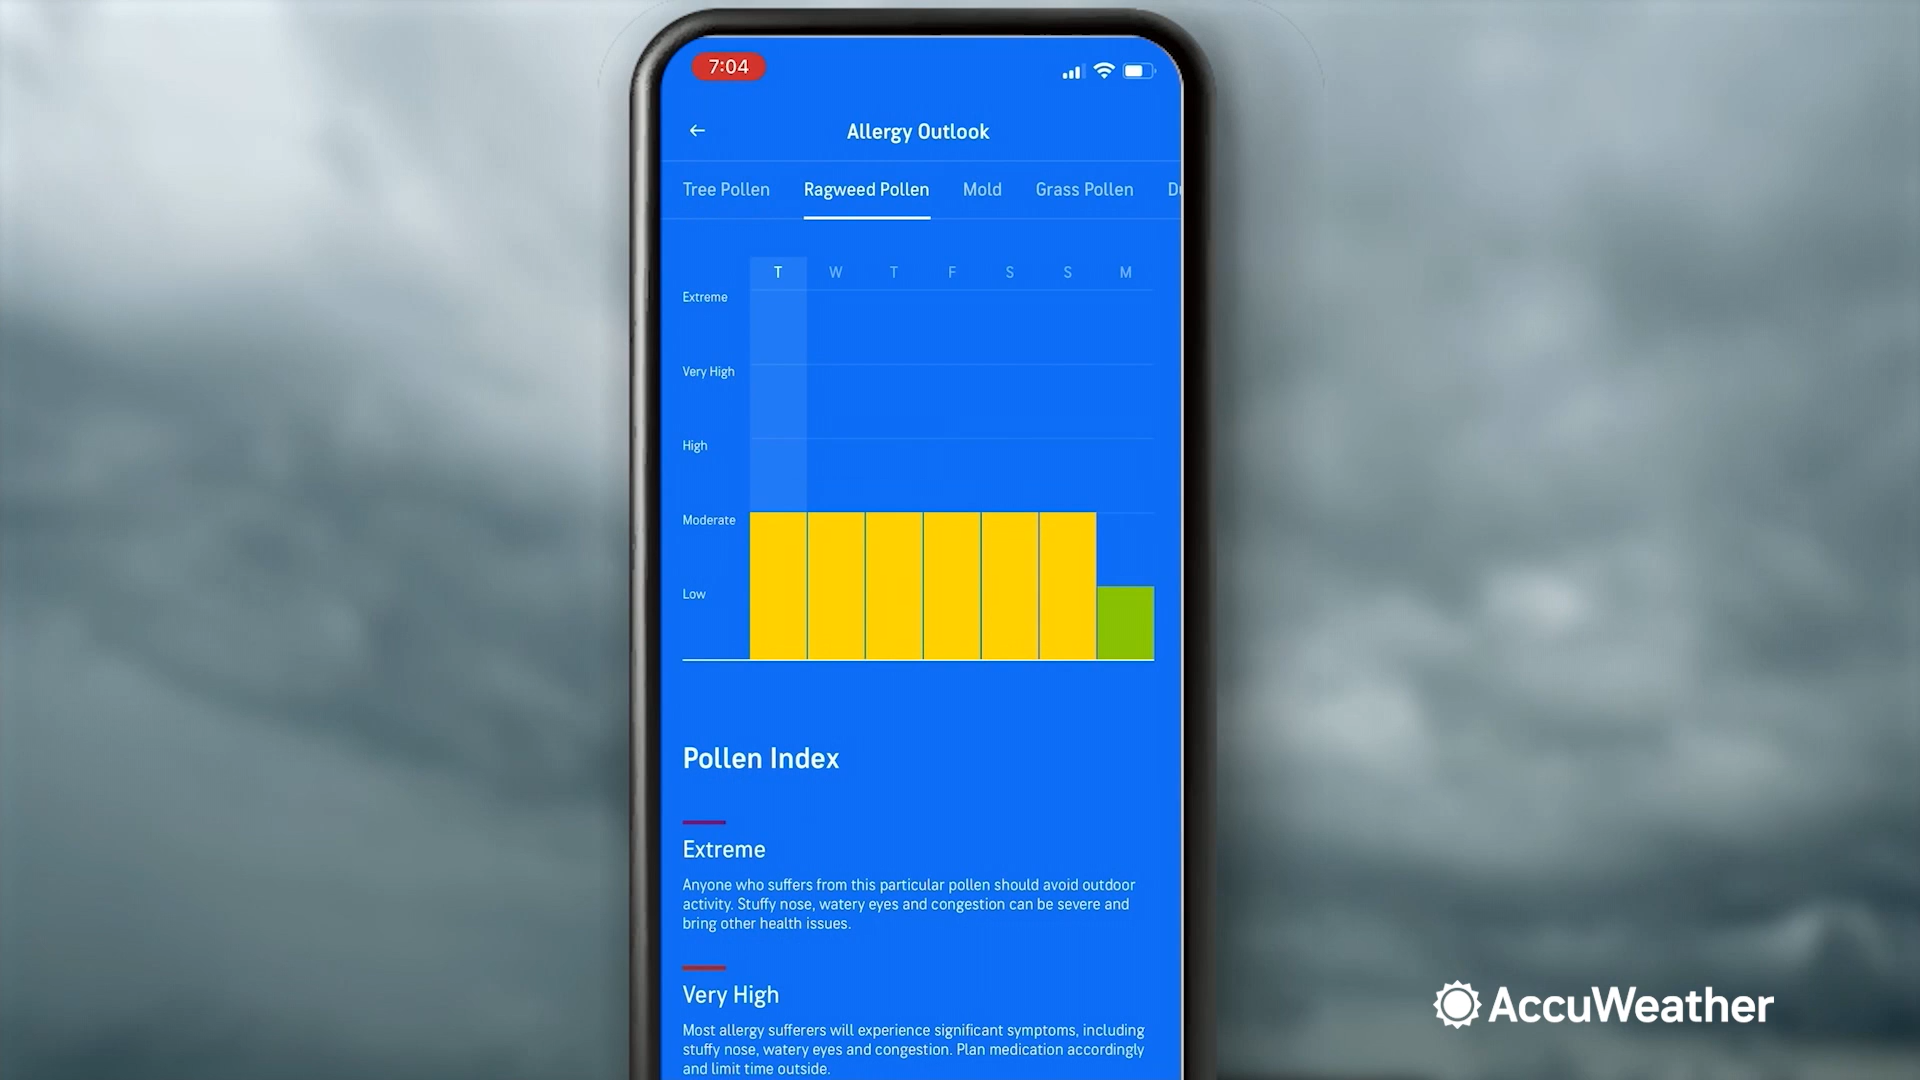 7:04
Allergy Outlook
Tree Pollen Ragweed Pollen Mold Grass Pollen
T W T F S S M
Extreme
Very High
High
Moderate
Low
Pollen Index
Extreme
Anyone who suffers from this particular pollen should avoid outdoor
activity. Stuffy nose, watery eyes and congestion can be severe and
bring other health issues.
Very High
Most allergy sufferers will experience significant symptoms, including
stuffy nose, watery eyes and congestion. Plan medication accordingly
and limit time outside.
AccuWeather